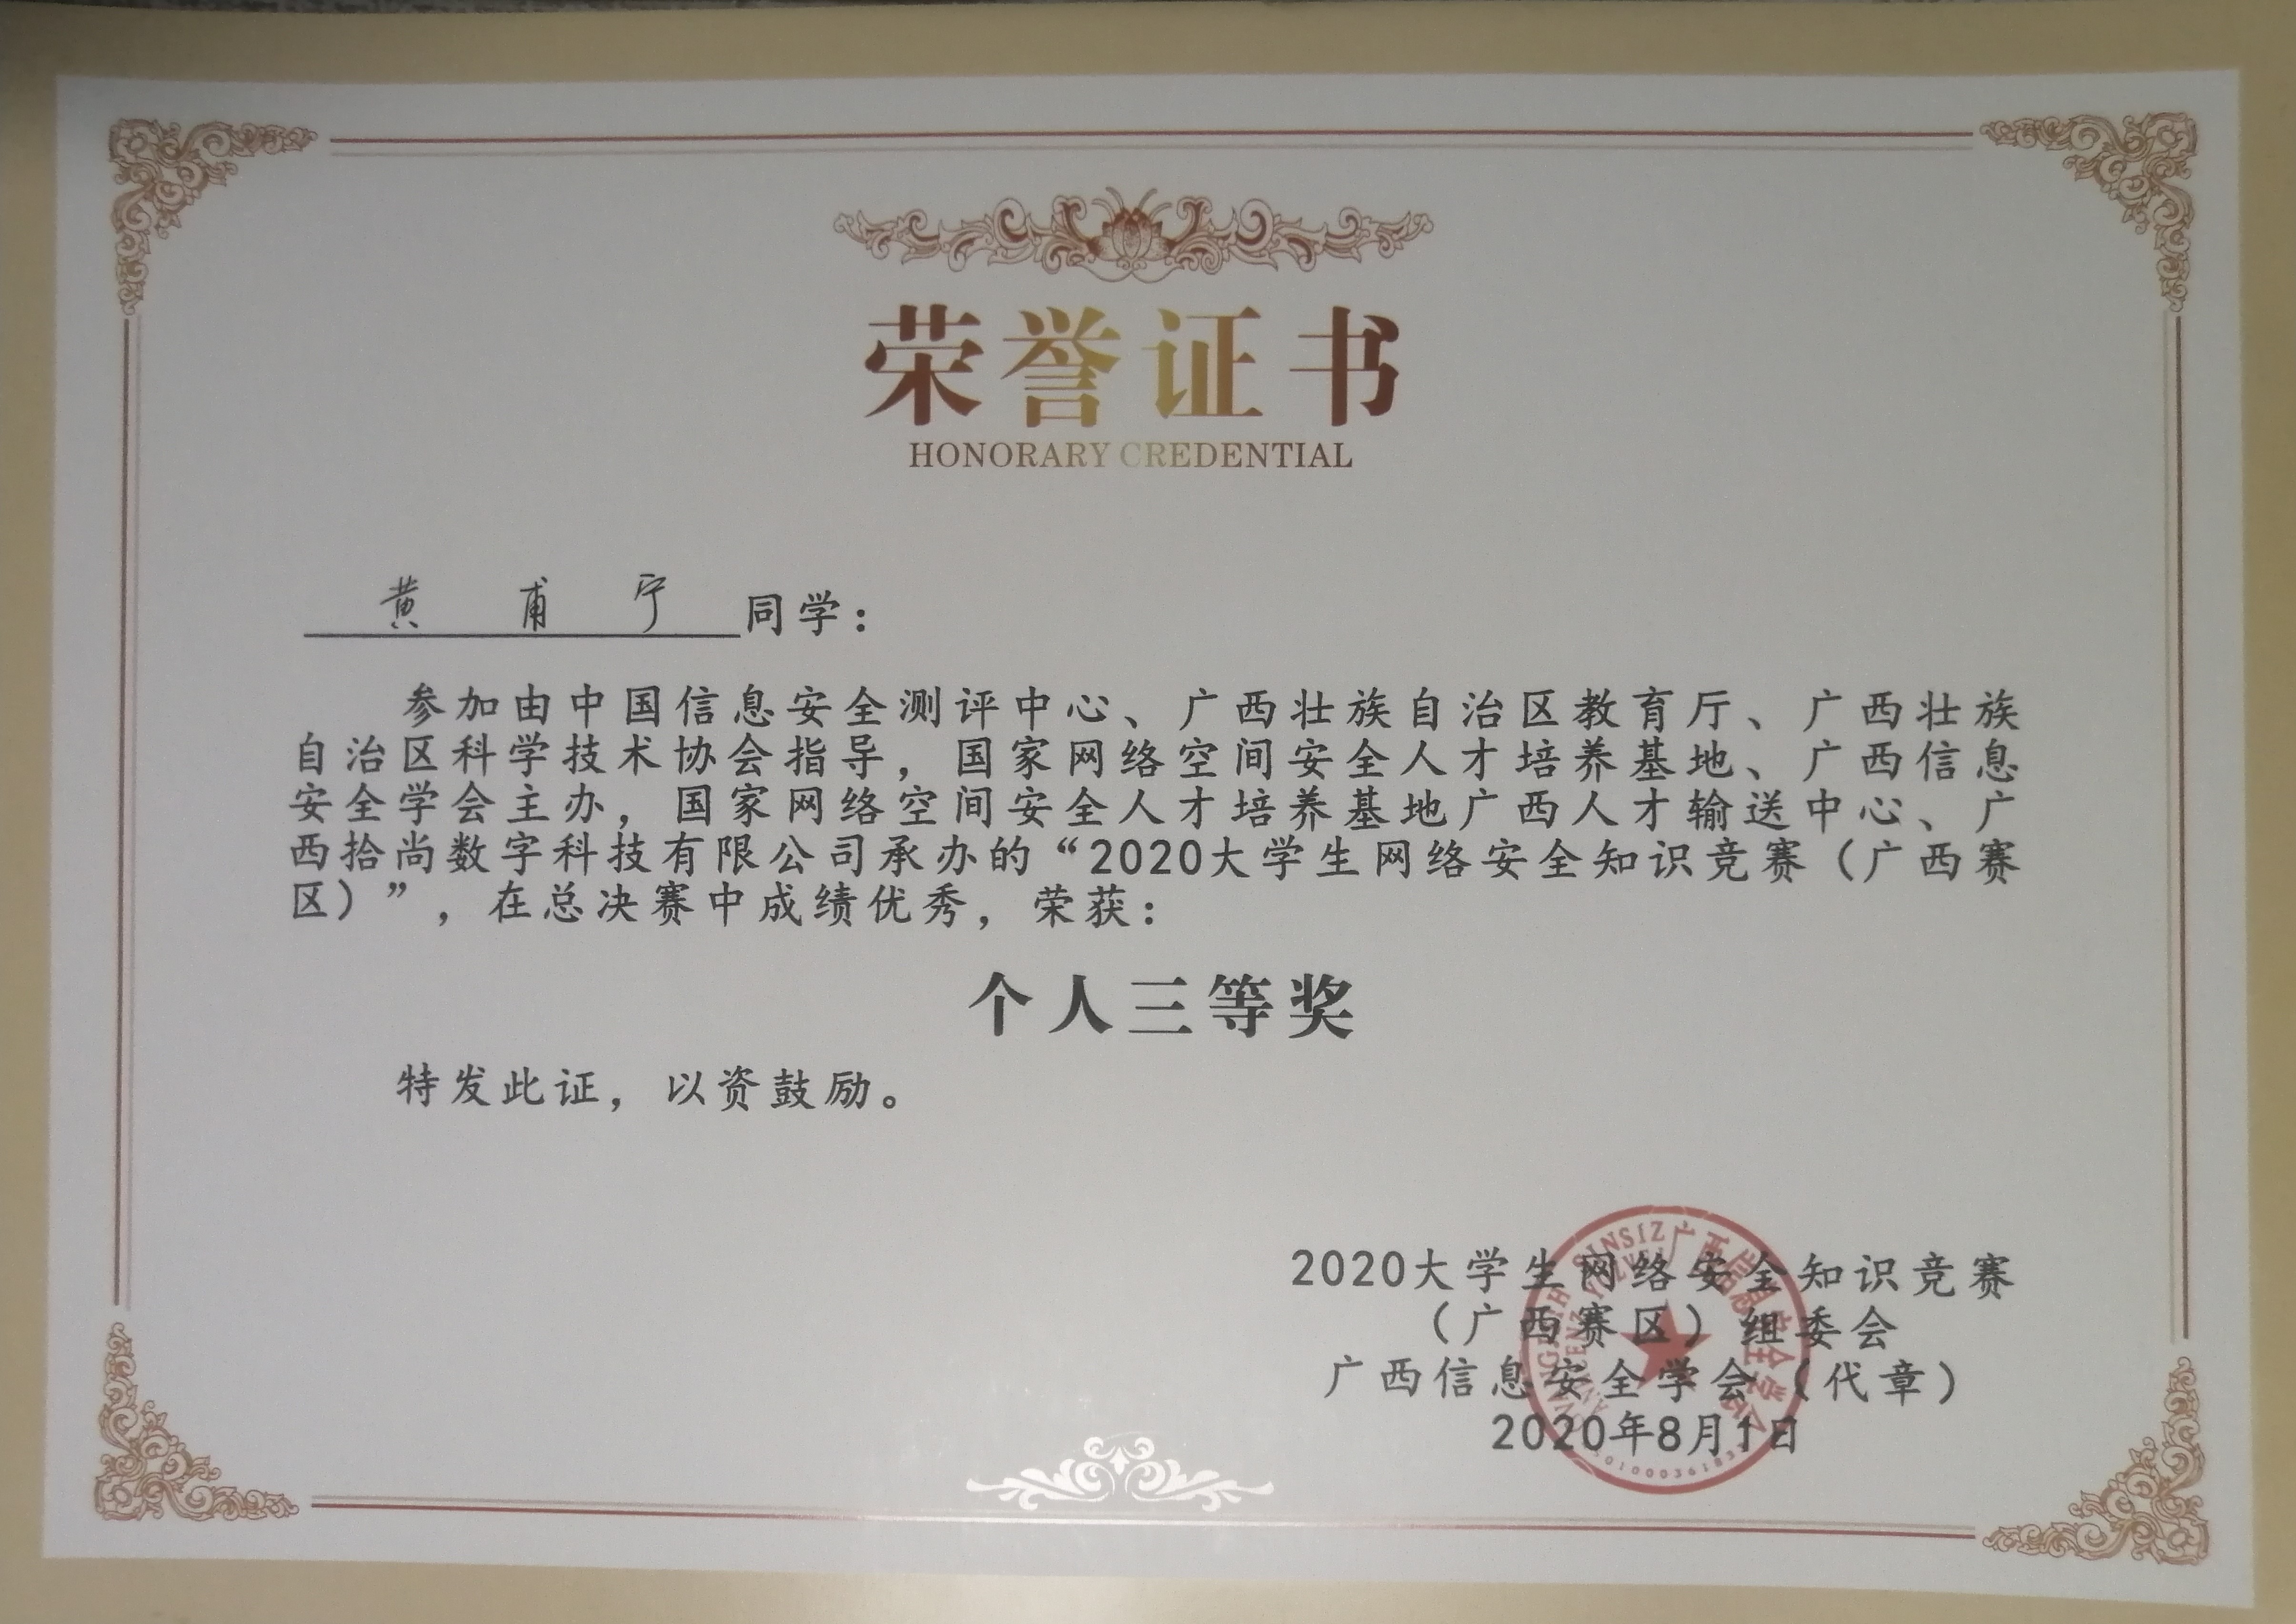 荣誉证书
HONORARY CREDENTIAL
黄甫宁同学：
参加由中国信息安全测评中心、广西壮族自治区教育厅、广西壮族
自治区科学技术协会指导，国家网络空间安全人才培养基地、广西信息
安全学会主办，国家网络空间安全人才培养基地广西人才输送中心、广
西拾尚数字科技有限公司承办的“2020大学生网络安全知识竞赛（广西赛
区）”，在总决赛中成绩优秀，荣获：
个人三等奖
特发此证，以资鼓励。
2020大学生网络安全知识竞赛
（广西赛区）组委会
广西信息安全学会（代章）
2020年8月1日
广西信息安全学会